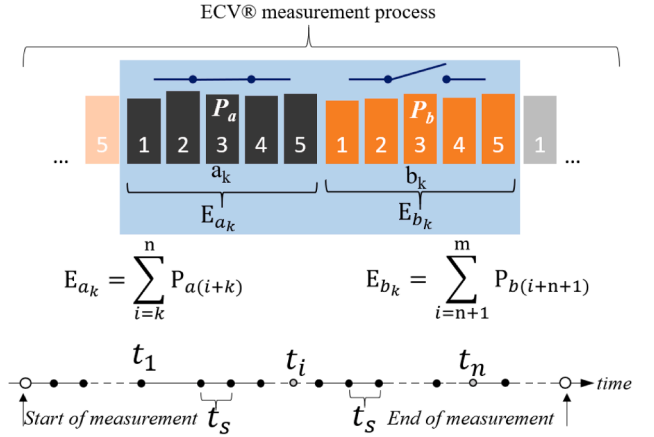 ECV® measurement process
... 5 1 2 3 4 5 1 2 3 4 5 1 ...
P_a P_b
a_k b_k
E_{a_k} E_{b_k}
E_{a_k} = \sum_{i=k}^{n} P_{a(i+k)} E_{b_k} = \sum_{i=n+1}^{m} P_{b(i+n+1)}
t_1 t_i t_n
time
Start of measurement t_s t_s End of measurement